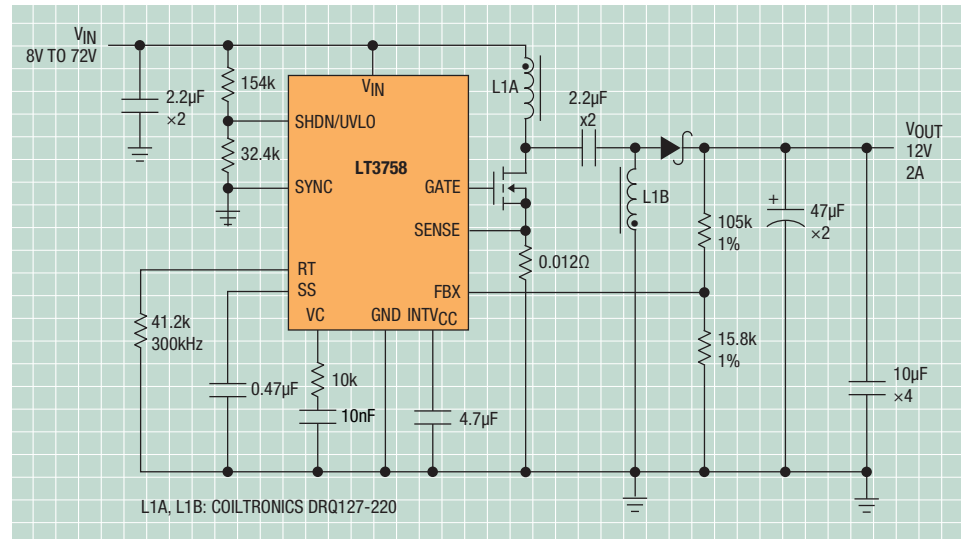 VIN
8V TO 72V
2.2µF
×2
154k
32.4k
VIN
SHDN/UVLO
LT3758
SYNC
GATE
SENSE
RT
SS
VC
GND
INTVCC
FBX
L1A
2.2µF
x2
L1B
0.012Ω
VOUT
12V
2A
105k
1%
47µF
×2
+
15.8k
1%
10µF
×4
41.2k
300kHz
0.47µF
10k
10nF
4.7µF
L1A, L1B: COILTRONICS DRQ127-220